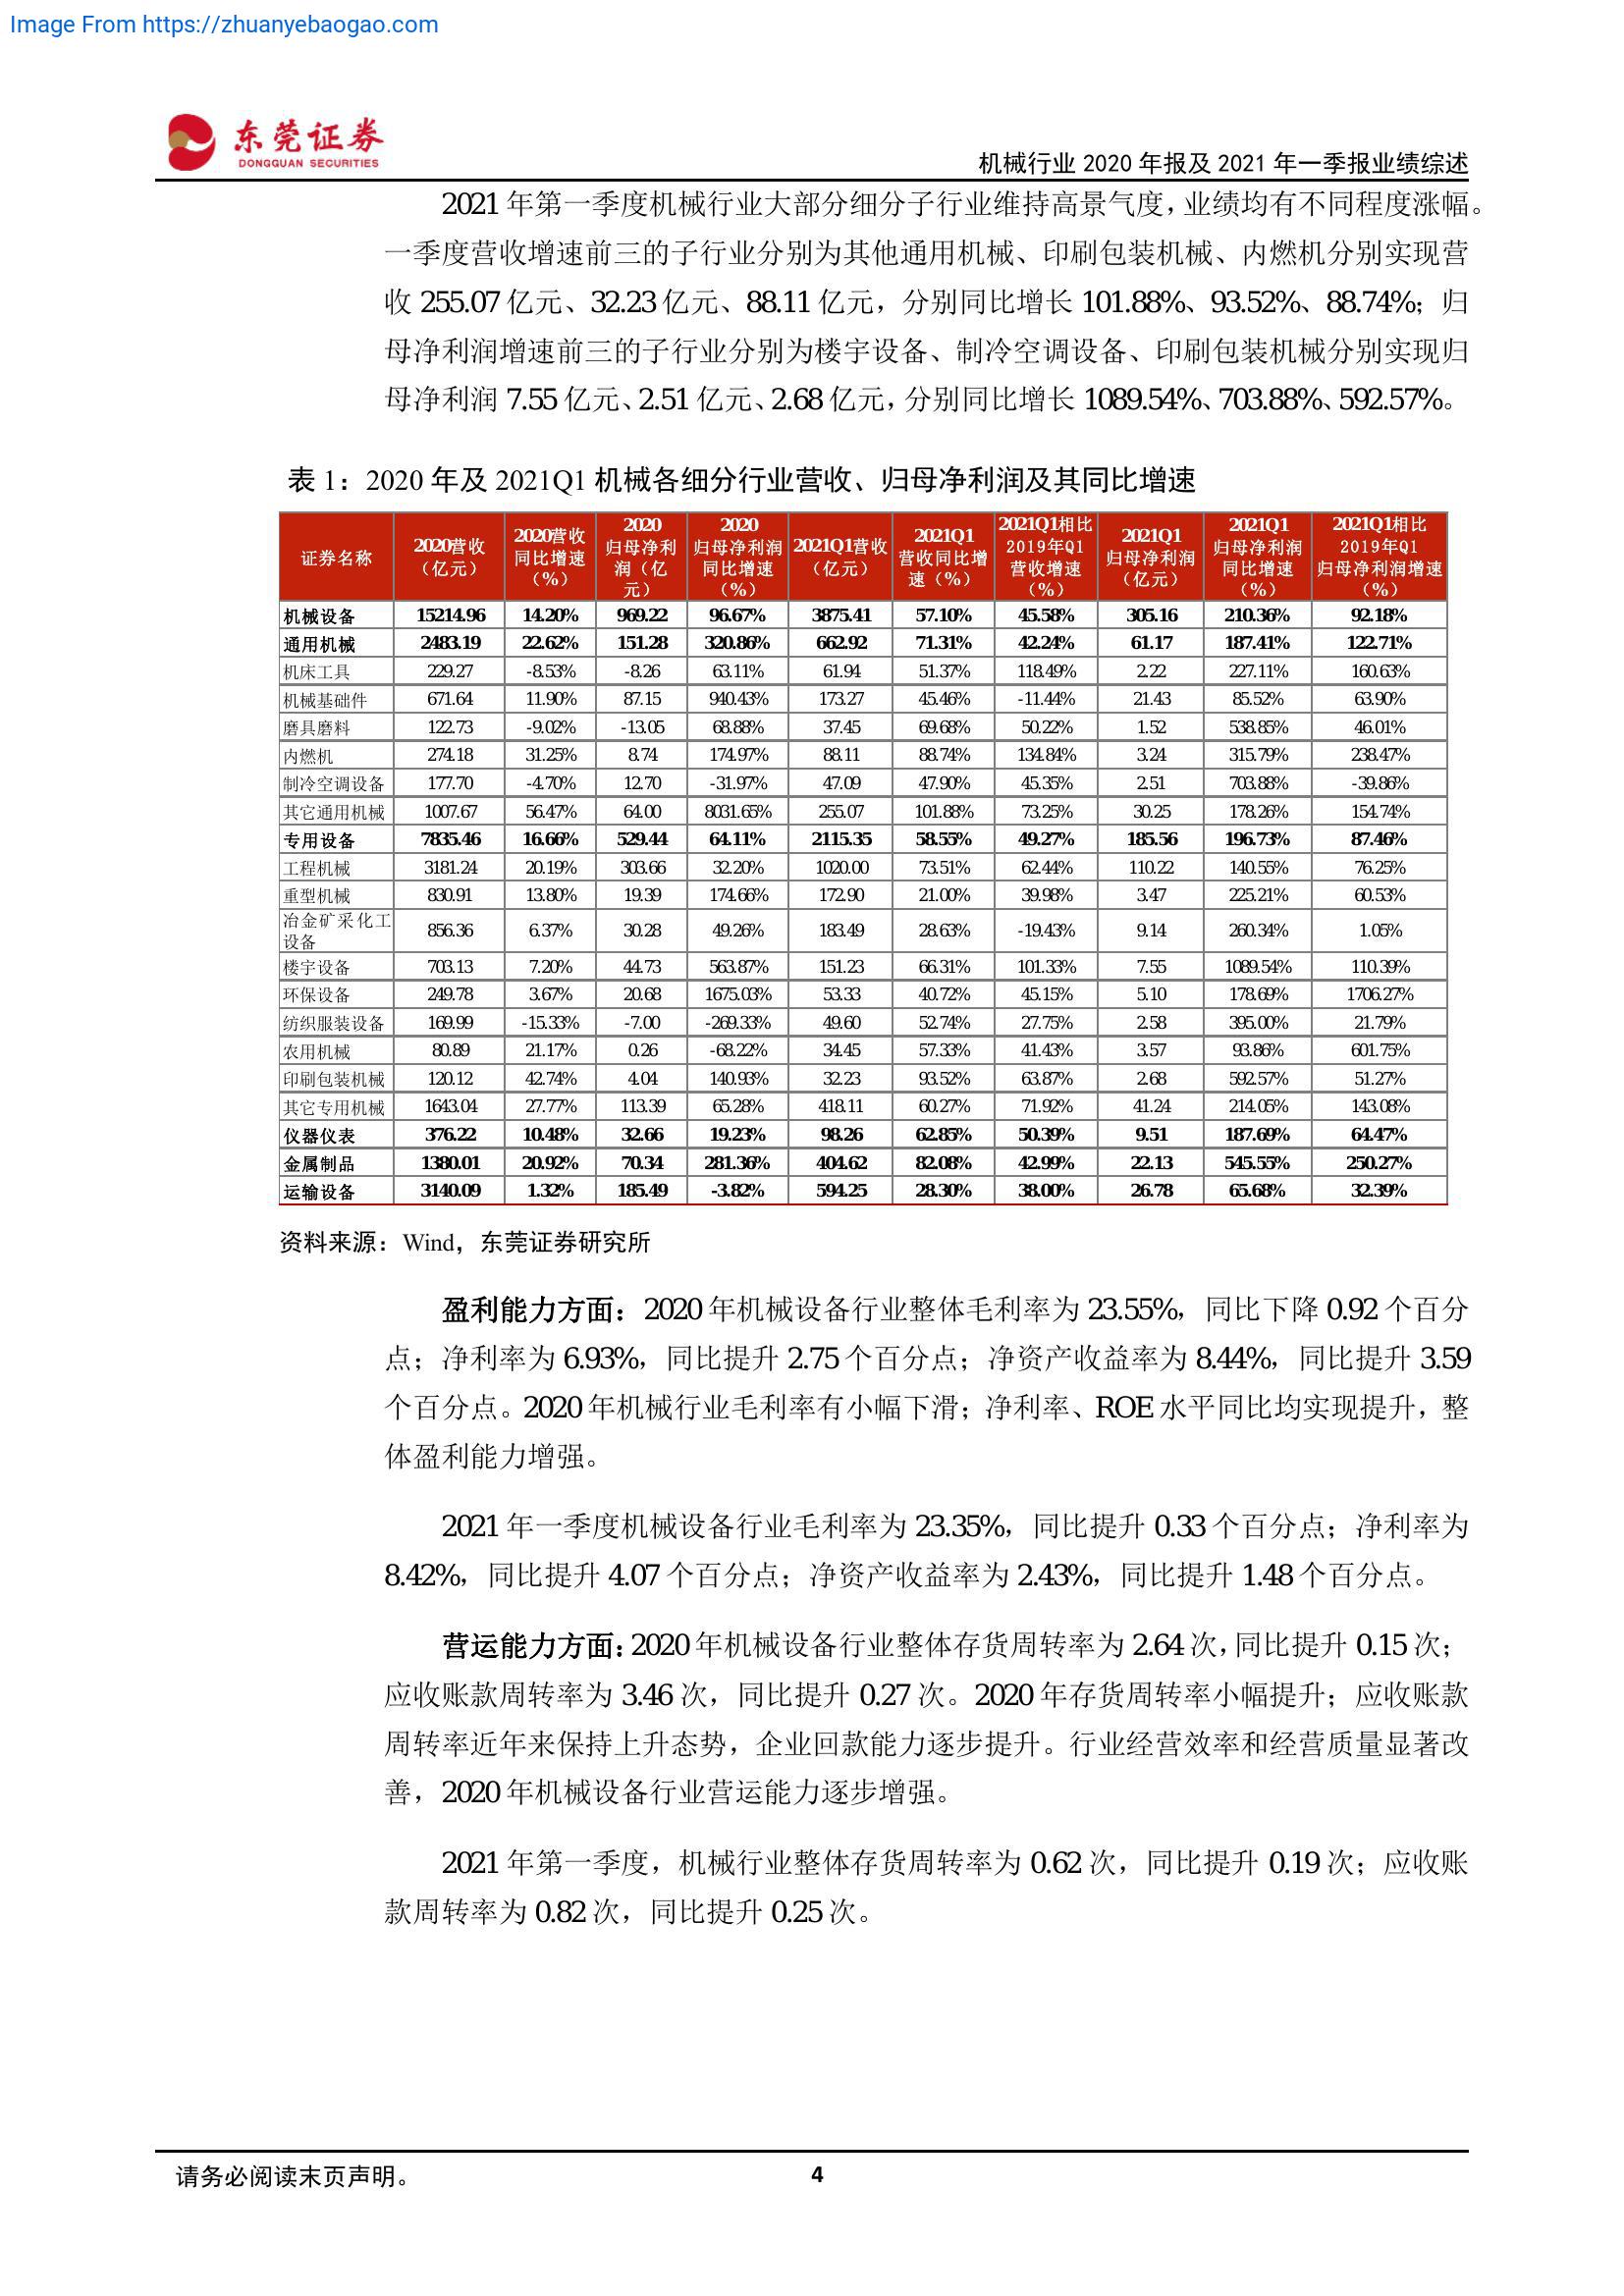 Image From https://zhuanyebaogao.com
东莞证券
DONGGUAN SECURITIES
机械行业 2020 年报及 2021 年一季报业绩综述
2021 年第一季度机械行业大部分细分子行业维持高景气度，业绩均有不同程度涨幅。
一季度营收增速前三的子行业分别为其他通用机械、印刷包装机械、内燃机分别实现营
收 255.07 亿元、32.23 亿元、88.11 亿元，分别同比增长 101.88%、93.52%、88.74%；归
母净利润增速前三的子行业分别为楼宇设备、制冷空调设备、印刷包装机械分别实现归
母净利润 7.55 亿元、2.51 亿元、2.68 亿元，分别同比增长 1089.54%、703.88%、592.57%。
表 1：2020 年及 2021Q1 机械各细分行业营收、归母净利润及其同比增速
证券名称 2020营收（亿元） 2020营收同比增速（%） 2020归母净利润（亿元） 2020归母净利润同比增速（%） 2021Q1营收（亿元） 2021Q1营收同比增速（%） 2021Q1相比2019年Q1营收增速（%） 2021Q1归母净利润（亿元） 2021Q1归母净利润同比增速（%） 2021Q1相比2019年Q1归母净利润增速（%）
机械设备 15214.96 14.20% 969.22 96.67% 3875.41 57.10% 45.58% 305.16 210.36% 92.18%
通用机械 2483.19 22.62% 151.28 320.86% 662.92 71.31% 42.24% 61.17 187.41% 122.71%
机床工具 229.27 -8.53% -8.26 63.11% 61.94 51.37% 118.49% 2.22 227.11% 160.63%
机械基础件 671.64 11.90% 87.15 940.43% 173.27 45.46% -11.44% 21.43 85.52% 63.90%
磨具磨料 122.73 -9.02% -13.05 68.88% 37.45 69.68% 50.22% 1.52 538.85% 46.01%
内燃机 274.18 31.25% 8.74 174.97% 88.11 88.74% 134.84% 3.24 315.79% 238.47%
制冷空调设备 177.70 -4.70% 12.70 -31.97% 47.09 47.90% 45.35% 2.51 703.88% -39.86%
其它通用机械 1007.67 56.47% 64.00 8031.65% 255.07 101.88% 73.25% 30.25 178.26% 154.74%
专用设备 7835.46 16.66% 529.44 64.11% 2115.35 58.55% 49.27% 185.56 196.73% 87.46%
工程机械 3181.24 20.19% 303.66 32.20% 1020.00 73.51% 62.44% 110.22 140.55% 76.25%
重型机械 830.91 13.80% 19.39 174.66% 172.90 21.00% 39.98% 3.47 225.21% 60.53%
冶金矿采化工设备 856.36 6.37% 30.28 49.26% 183.49 28.63% -19.43% 9.14 260.34% 1.05%
楼宇设备 703.13 7.20% 44.73 563.87% 151.23 66.31% 101.33% 7.55 1089.54% 110.39%
环保设备 249.78 3.67% 20.68 1675.03% 53.33 40.72% 45.15% 5.10 178.69% 1706.27%
纺织服装设备 169.99 -15.33% -7.00 -269.33% 49.60 52.74% 27.75% 2.58 395.00% 21.79%
农用机械 80.89 21.17% 0.26 -68.22% 34.45 57.33% 41.43% 3.57 93.86% 601.75%
印刷包装机械 120.12 42.74% 4.04 140.93% 32.23 93.52% 63.87% 2.68 592.57% 51.27%
其它专用机械 1643.04 27.77% 113.39 65.28% 418.11 60.27% 71.92% 41.24 214.05% 143.08%
仪器仪表 376.22 10.48% 32.66 19.23% 98.26 62.85% 50.39% 9.51 187.69% 64.47%
金属制品 1380.01 20.92% 70.34 281.36% 404.62 82.08% 42.99% 22.13 545.55% 250.27%
运输设备 3140.09 1.32% 185.49 -3.82% 594.25 28.30% 38.00% 26.78 65.68% 32.39%
资料来源：Wind，东莞证券研究所
盈利能力方面：2020 年机械设备行业整体毛利率为 23.55%，同比下降 0.92 个百分
点；净利率为 6.93%，同比提升 2.75 个百分点；净资产收益率为 8.44%，同比提升 3.59
个百分点。2020 年机械行业毛利率有小幅下滑；净利率、ROE 水平同比均实现提升，整
体盈利能力增强。
2021 年一季度机械设备行业毛利率为 23.35%，同比提升 0.33 个百分点；净利率为
8.42%，同比提升 4.07 个百分点；净资产收益率为 2.43%，同比提升 1.48 个百分点。
营运能力方面：2020 年机械设备行业整体存货周转率为 2.64 次，同比提升 0.15 次；
应收账款周转率为 3.46 次，同比提升 0.27 次。2020 年存货周转率小幅提升；应收账款
周转率近年来保持上升态势，企业回款能力逐步提升。行业经营效率和经营质量显著改
善，2020 年机械设备行业营运能力逐步增强。
2021 年第一季度，机械行业整体存货周转率为 0.62 次，同比提升 0.19 次；应收账
款周转率为 0.82 次，同比提升 0.25 次。
请务必阅读末页声明。
4